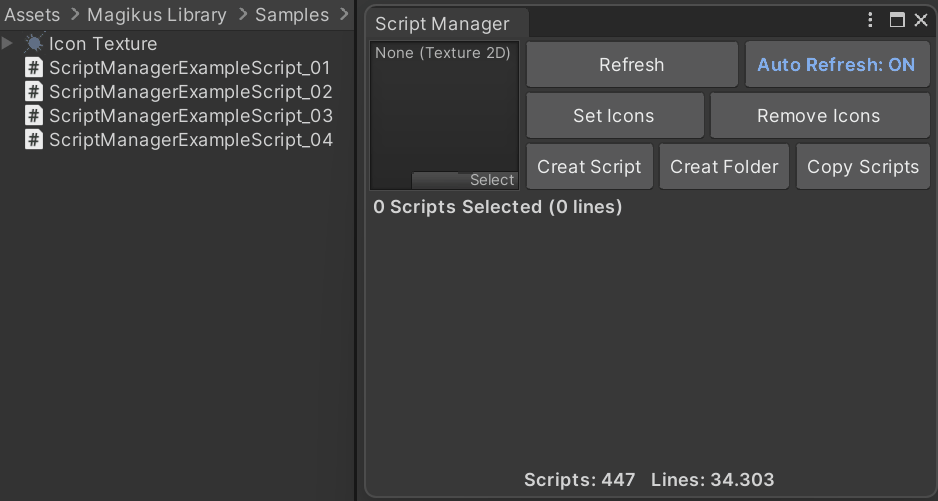 Assets > Magikus Library > Samples >
Icon Texture
# ScriptManagerExampleScript_01
# ScriptManagerExampleScript_02
# ScriptManagerExampleScript_03
# ScriptManagerExampleScript_04
Script Manager
None (Texture 2D)
Select
Refresh
Auto Refresh: ON
Set Icons
Remove Icons
Creat Script
Creat Folder
Copy Scripts
0 Scripts Selected (0 lines)
Scripts: 447 Lines: 34.303